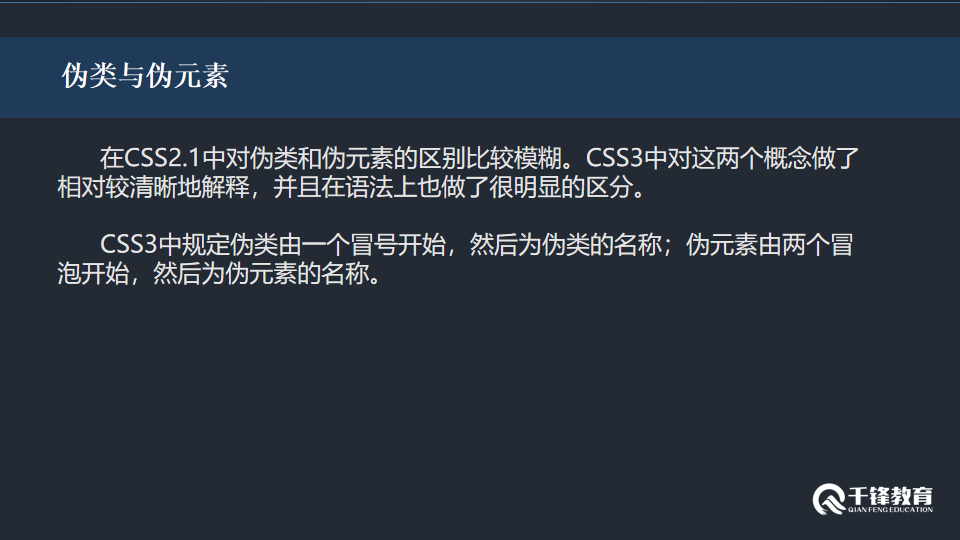 伪类与伪元素
在CSS2.1中对伪类和伪元素的区别比较模糊。CSS3中对这两个概念做了
相对较清晰地解释，并且在语法上也做了很明显的区分。
CSS3中规定伪类由一个冒号开始，然后为伪类的名称；伪元素由两个冒
泡开始，然后为伪元素的名称。
千锋教育
QIAN FENG EDUCATION